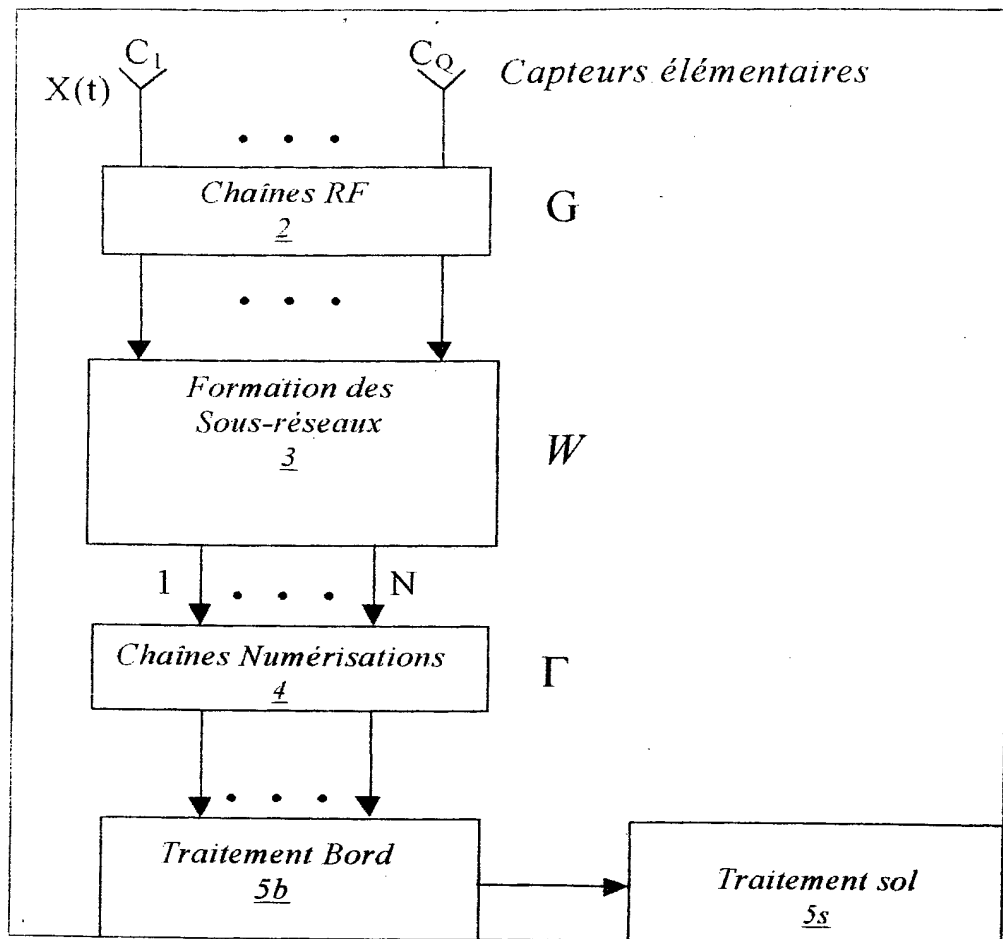 C1 CQ Capteurs élémentaires
X(t)
Chaînes RF
2
G
Formation des
Sous-réseaux
3
W
1 N
Chaînes Numérisations
4
Γ
Traitement Bord
5b
Traitement sol
5s